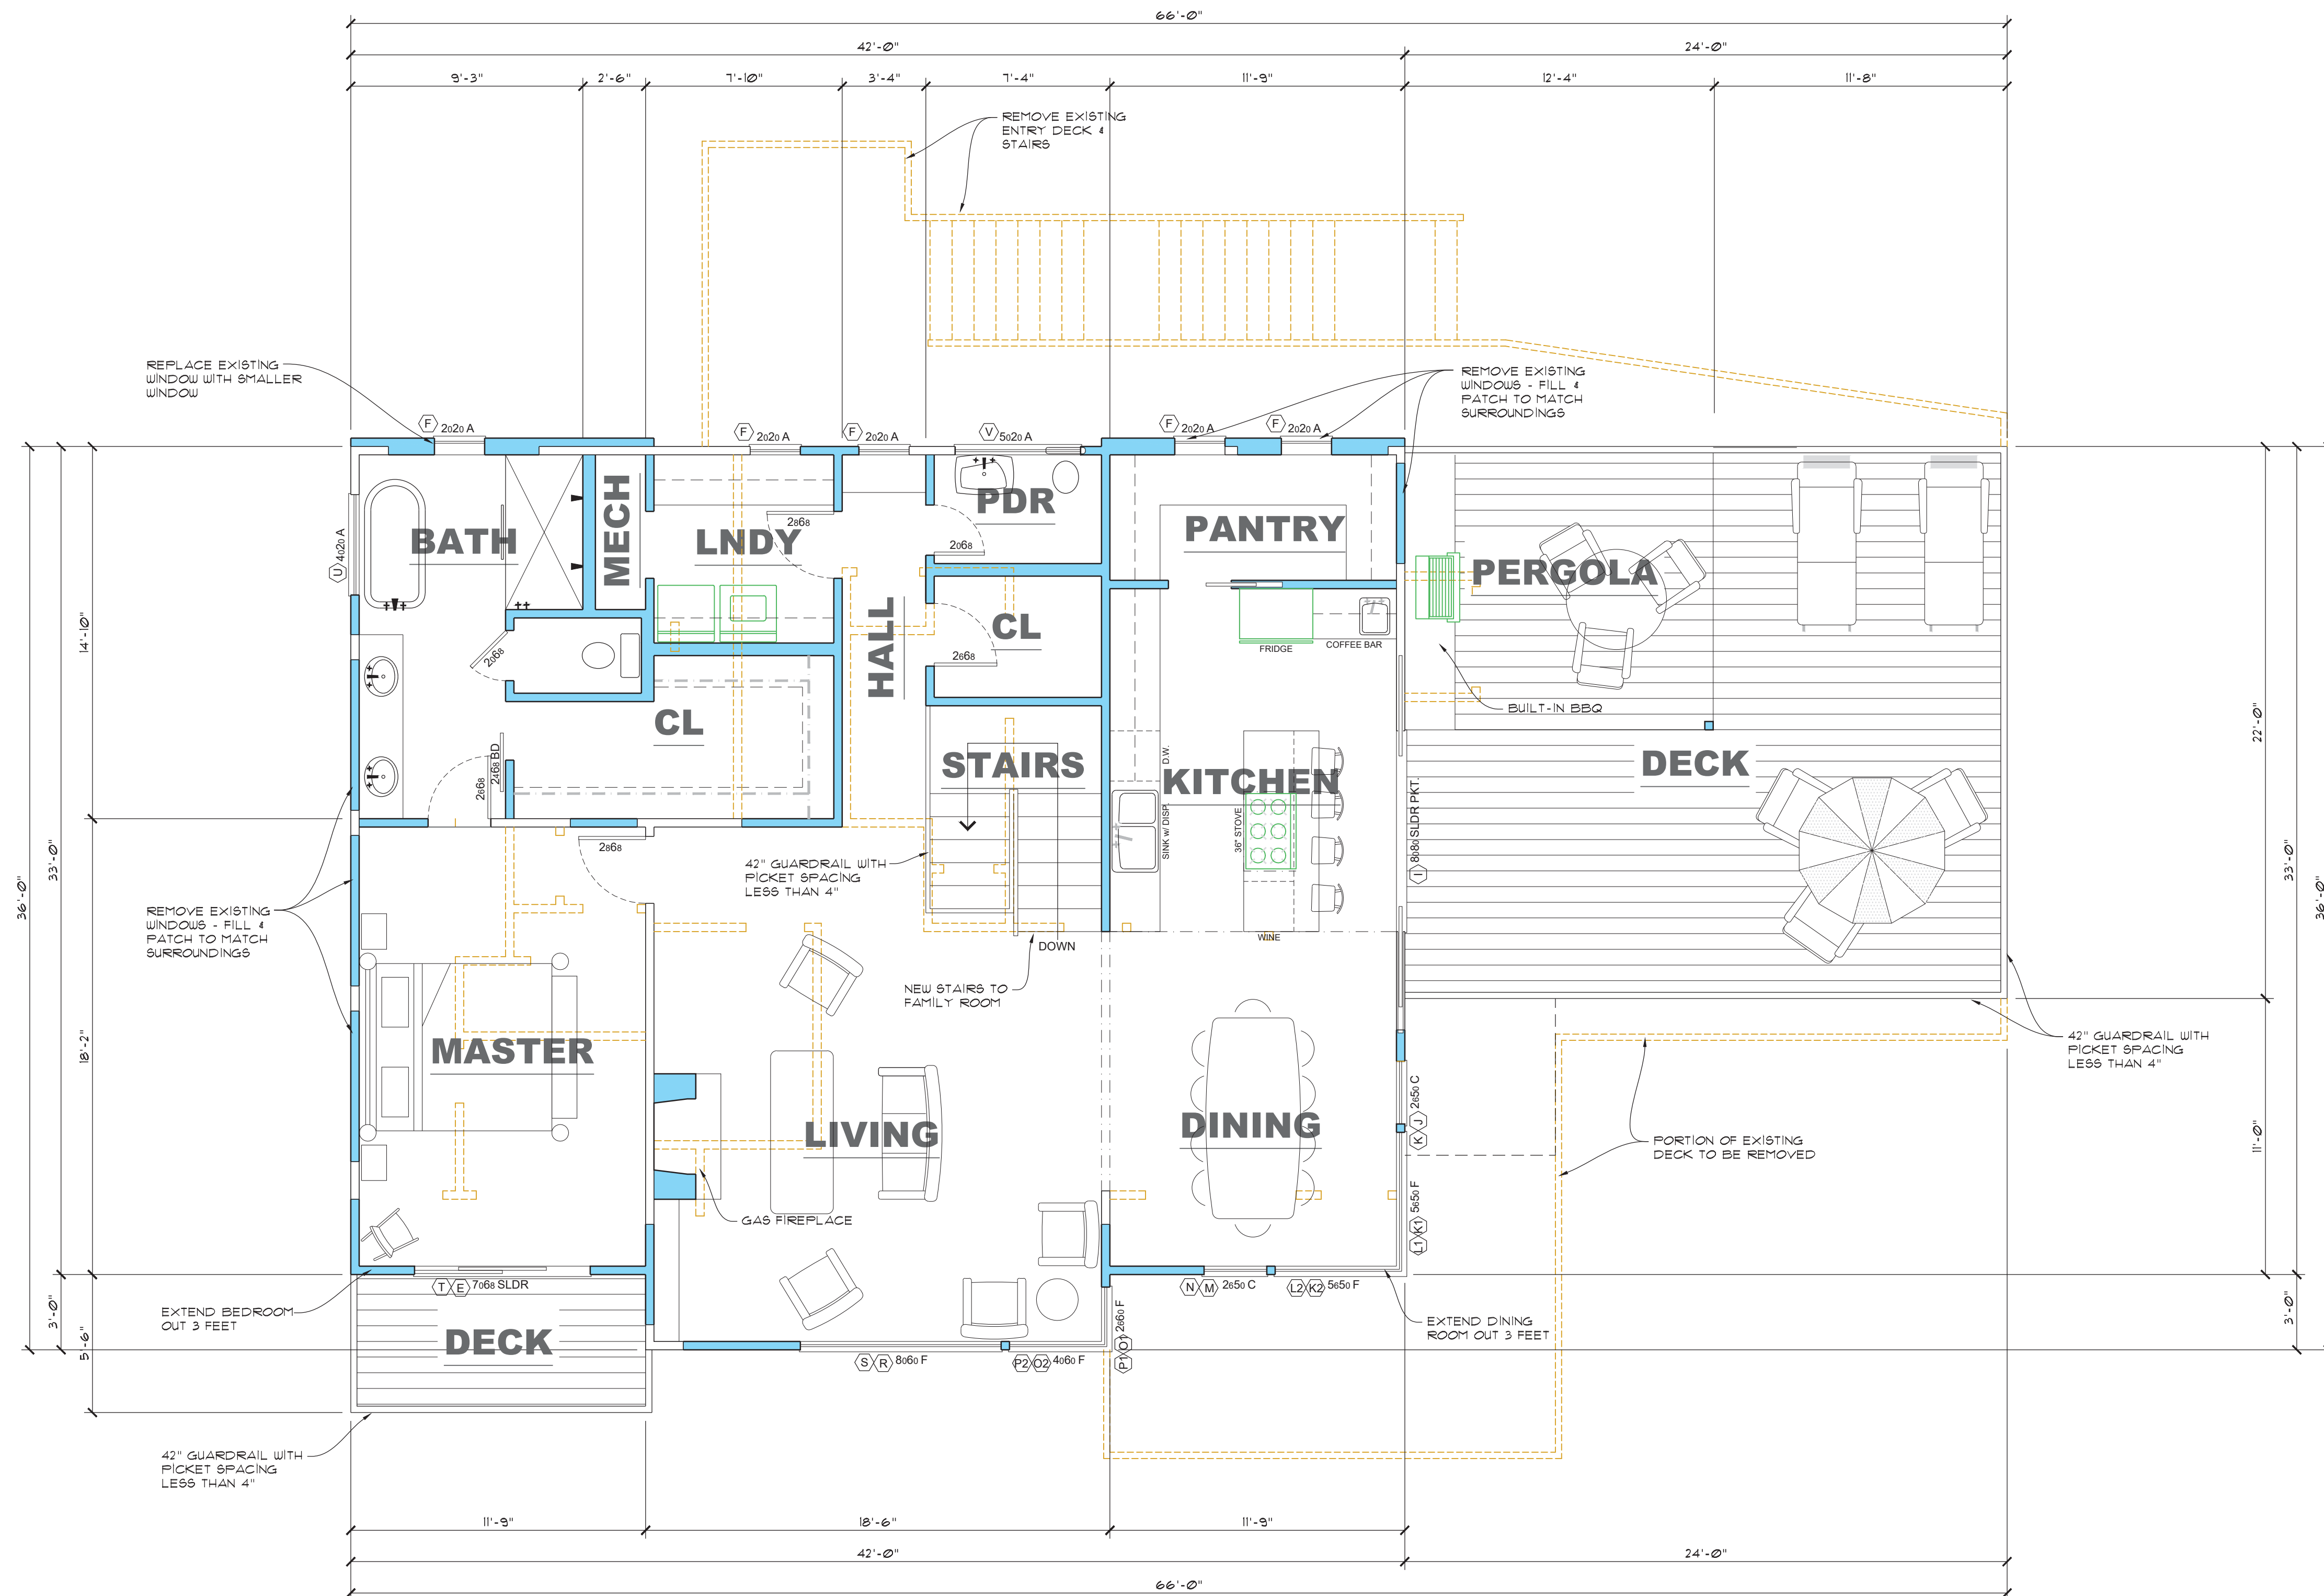 66'-0"
42'-0"
24'-0"
9'-3"
2'-6"
7'-10"
3'-4"
7'-4"
11'-9"
12'-4"
11'-8"
REMOVE EXISTING
ENTRY DECK &
STAIRS
REPLACE EXISTING
WINDOW WITH SMALLER
WINDOW
REMOVE EXISTING
WINDOWS - FILL &
PATCH TO MATCH
SURROUNDINGS
F 2020 A
F 2020 A
F 2020 A
V 5020 A
F 2020 A
F 2020 A
U 4020 A
BATH
MECH
LNDY
2868
PDR
2068
PANTRY
PERGOLA
HALL
CL
2668
2068
FRIDGE
COFFEE BAR
BUILT-IN BBQ
CL
2668
2468 BD
STAIRS
KITCHEN
D.W.
SINK w/ DISP.
36" STOVE
DECK
I 8080 SLDR PKT.
2868
42" GUARDRAIL WITH
PICKET SPACING
LESS THAN 4"
REMOVE EXISTING
WINDOWS - FILL &
PATCH TO MATCH
SURROUNDINGS
DOWN
WINE
NEW STAIRS TO
FAMILY ROOM
MASTER
LIVING
DINING
K J 2650 C
L1 K1 5650 F
42" GUARDRAIL WITH
PICKET SPACING
LESS THAN 4"
PORTION OF EXISTING
DECK TO BE REMOVED
GAS FIREPLACE
T E 7068 SLDR
N M 2650 C
L2 K2 5650 F
EXTEND BEDROOM
OUT 3 FEET
EXTEND DINING
ROOM OUT 3 FEET
DECK
S R 8060 F
P2 O2 4060 F
P1 O1 2660 F
42" GUARDRAIL WITH
PICKET SPACING
LESS THAN 4"
36'-0"
33'-0"
3'-0"
14'-10"
18'-2"
5'-6"
22'-0"
11'-0"
33'-0"
3'-0"
36'-0"
11'-9"
18'-6"
11'-9"
42'-0"
24'-0"
66'-0"